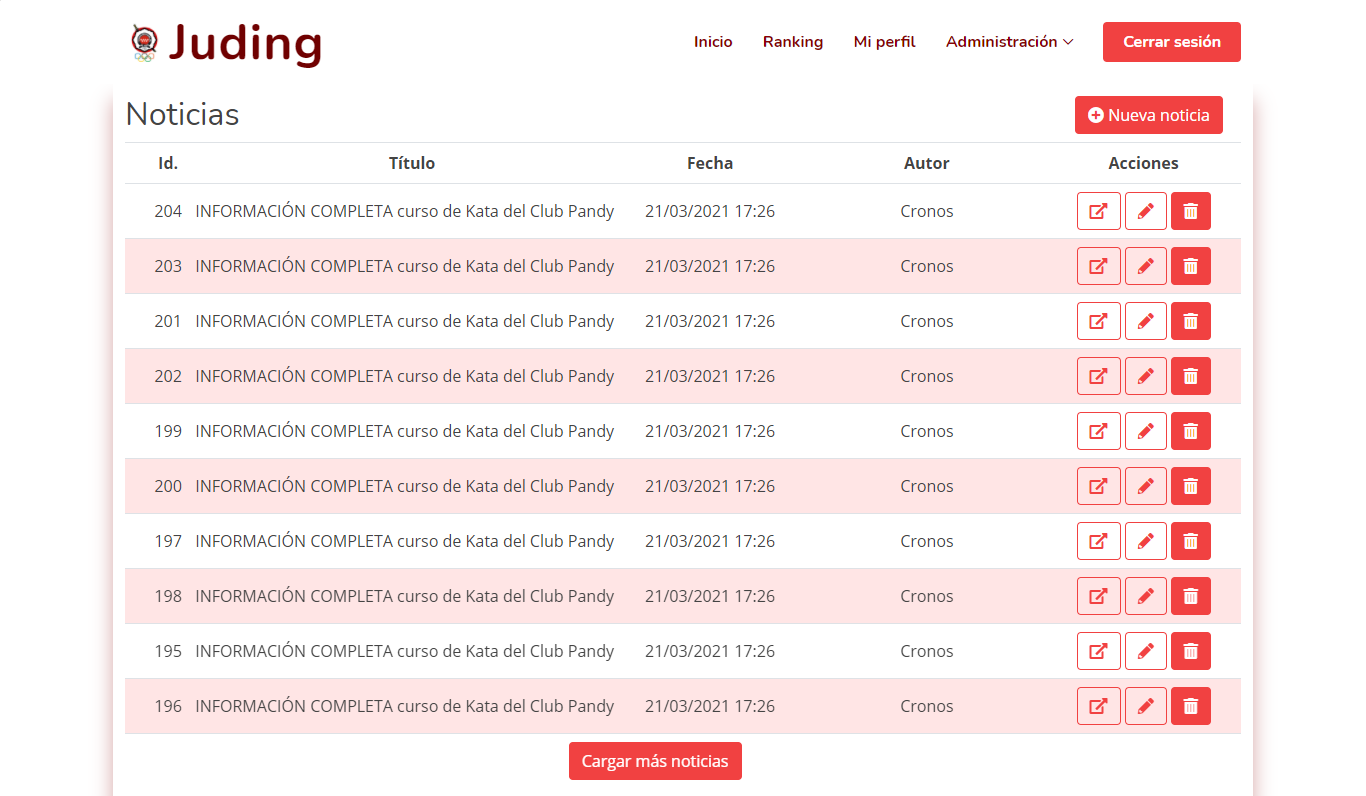 Juding
Inicio Ranking Mi perfil Administración Cerrar sesión
Noticias Nueva noticia
Id. Título Fecha Autor Acciones
204 INFORMACIÓN COMPLETA curso de Kata del Club Pandy 21/03/2021 17:26 Cronos
203 INFORMACIÓN COMPLETA curso de Kata del Club Pandy 21/03/2021 17:26 Cronos
201 INFORMACIÓN COMPLETA curso de Kata del Club Pandy 21/03/2021 17:26 Cronos
202 INFORMACIÓN COMPLETA curso de Kata del Club Pandy 21/03/2021 17:26 Cronos
199 INFORMACIÓN COMPLETA curso de Kata del Club Pandy 21/03/2021 17:26 Cronos
200 INFORMACIÓN COMPLETA curso de Kata del Club Pandy 21/03/2021 17:26 Cronos
197 INFORMACIÓN COMPLETA curso de Kata del Club Pandy 21/03/2021 17:26 Cronos
198 INFORMACIÓN COMPLETA curso de Kata del Club Pandy 21/03/2021 17:26 Cronos
195 INFORMACIÓN COMPLETA curso de Kata del Club Pandy 21/03/2021 17:26 Cronos
196 INFORMACIÓN COMPLETA curso de Kata del Club Pandy 21/03/2021 17:26 Cronos
Cargar más noticias